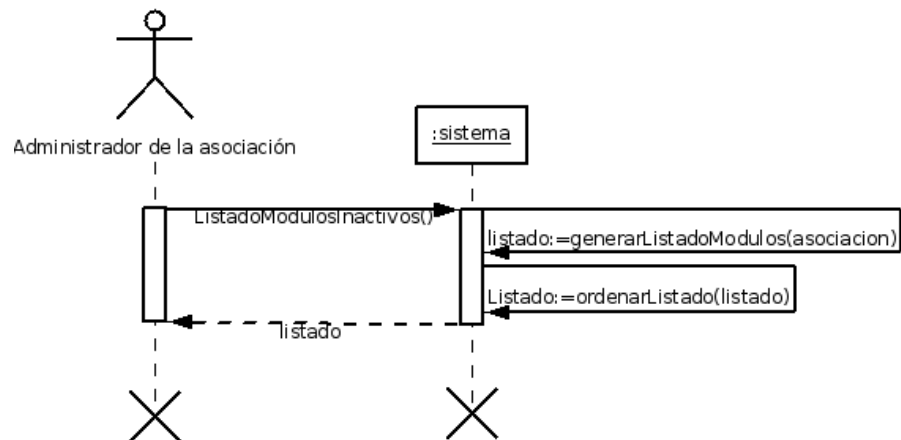 :sistema
Administrador de la asociación
ListadoModulosInactivos()
listado:=generarListadoModulos(asociacion)
Listado:=ordenarListado(listado)
listado